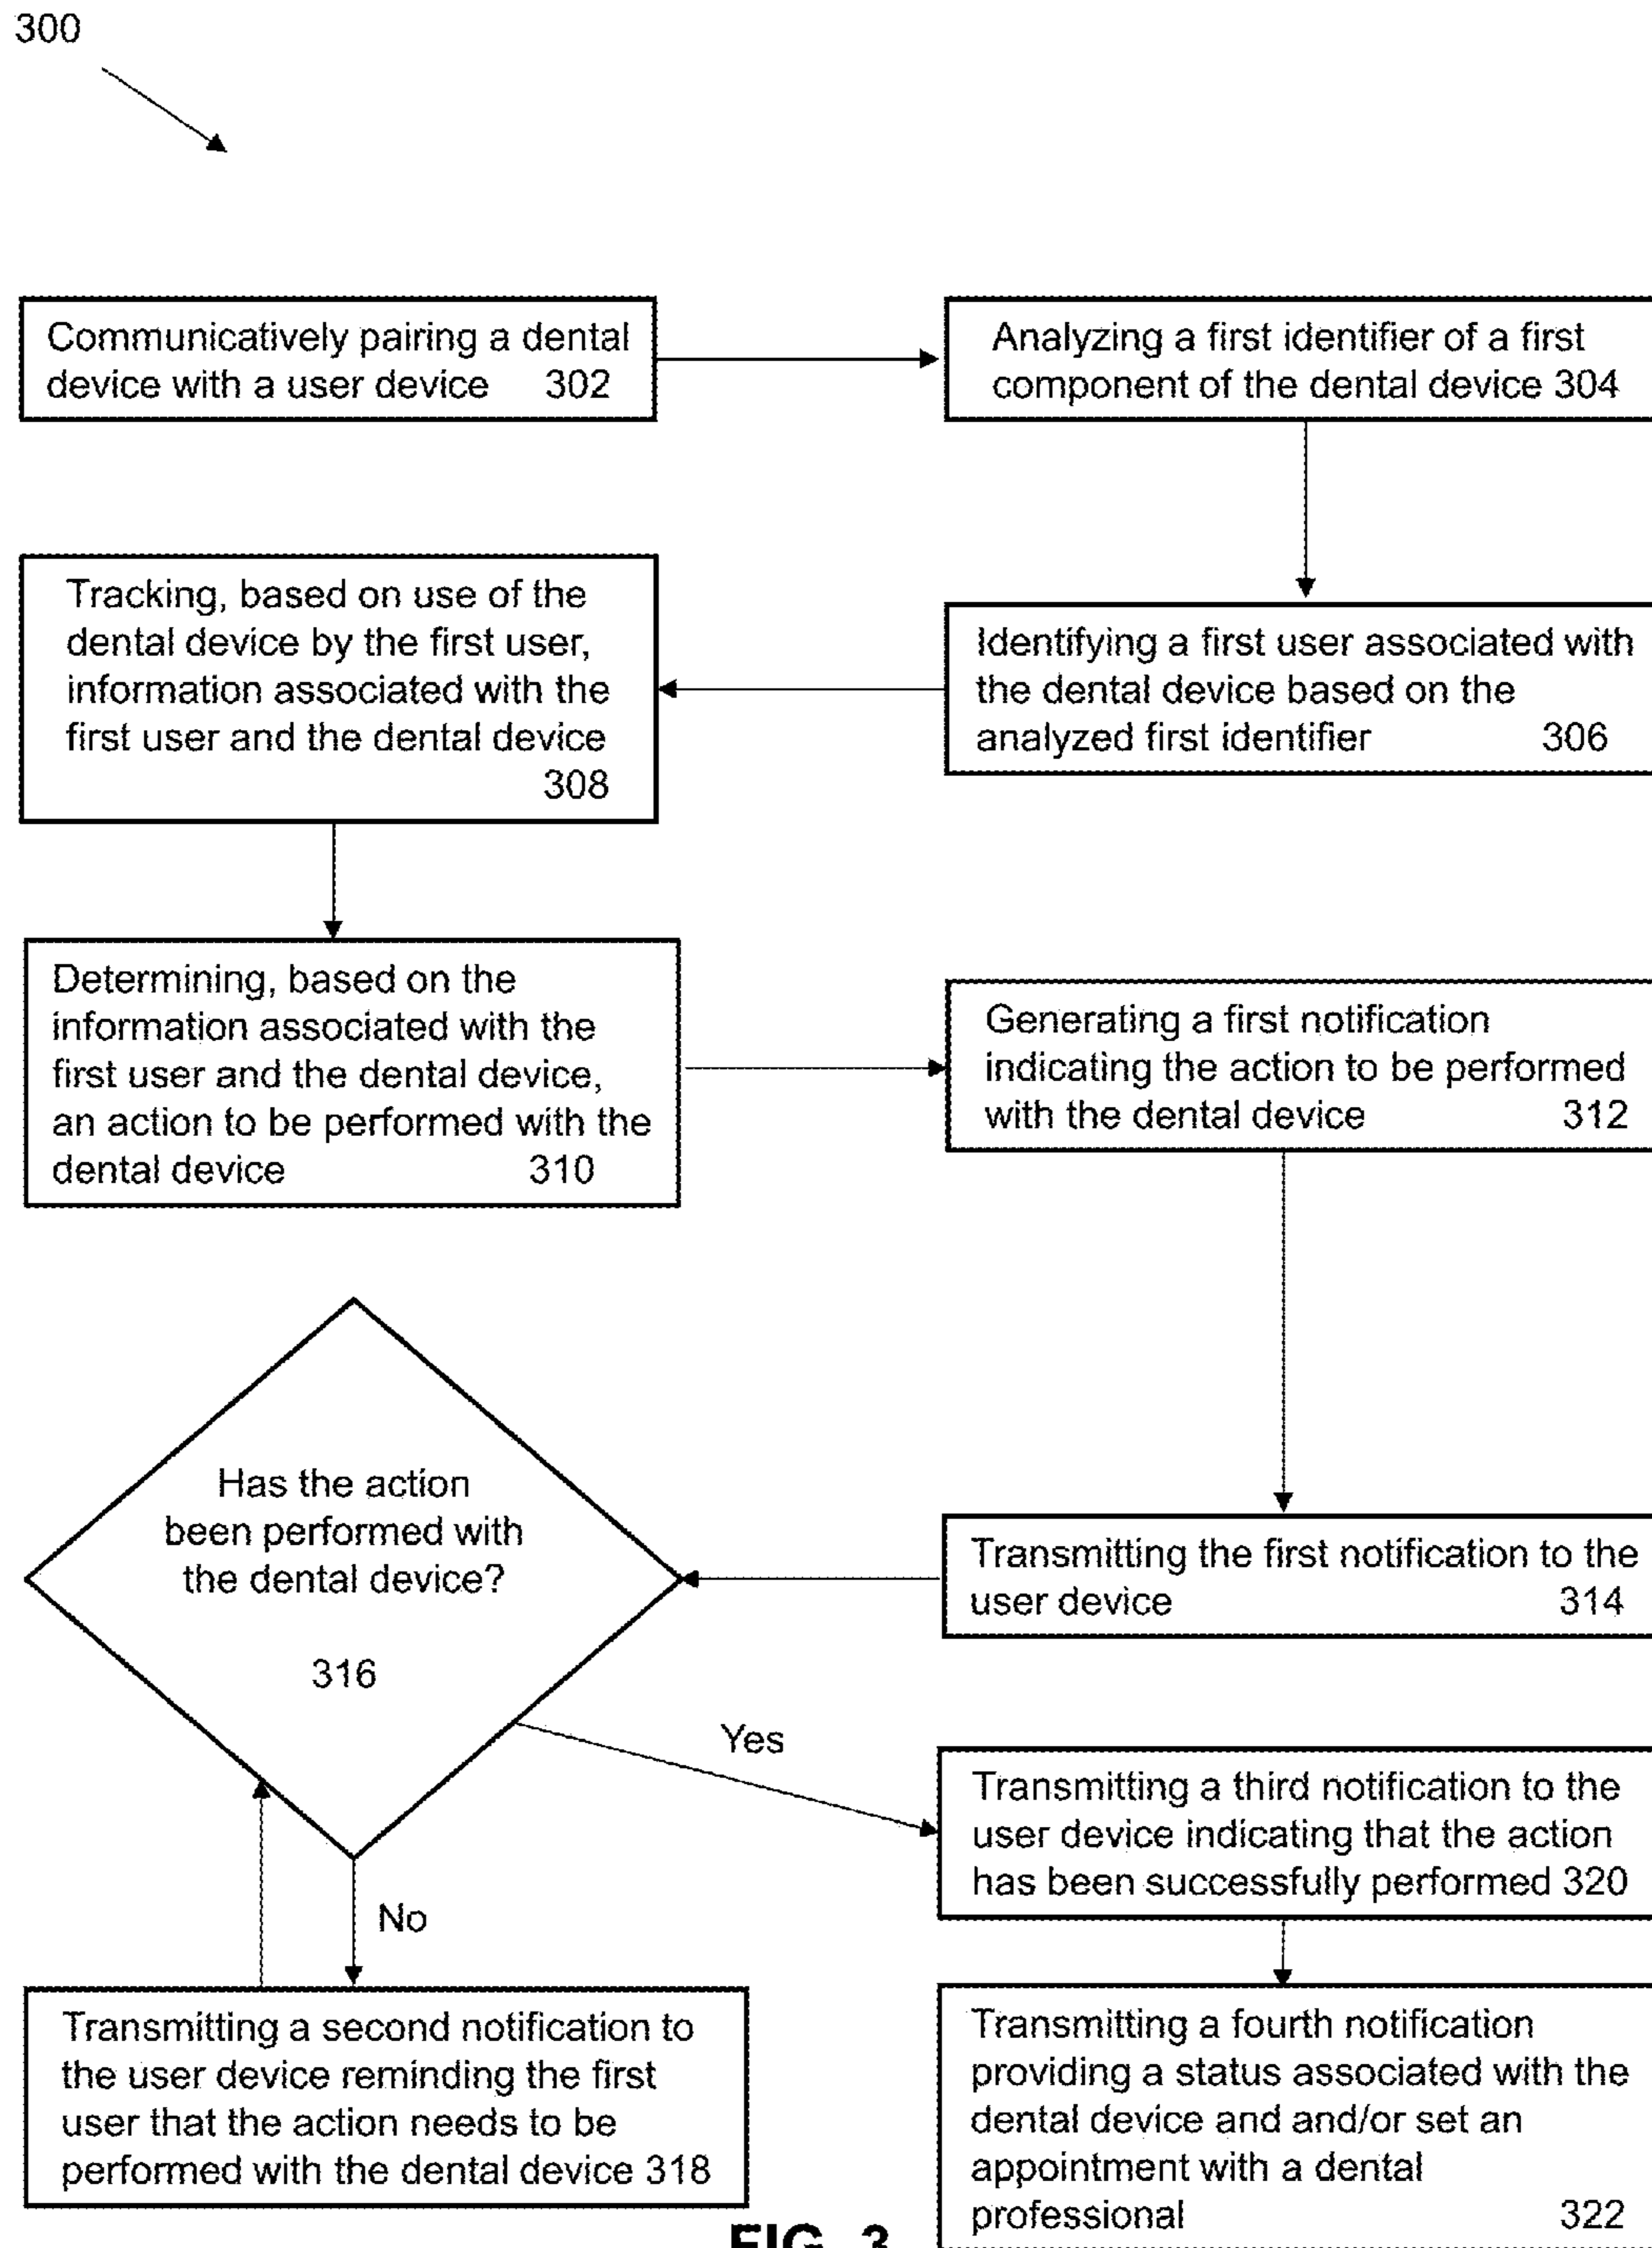 300
Communicatively pairing a dental
device with a user device 302
Analyzing a first identifier of a first
component of the dental device 304
Identifying a first user associated with
the dental device based on the
analyzed first identifier 306
Tracking, based on use of the
dental device by the first user,
information associated with the
first user and the dental device
308
Determining, based on the
information associated with the
first user and the dental device,
an action to be performed with the
dental device 310
Generating a first notification
indicating the action to be performed
with the dental device 312
Transmitting the first notification to the
user device 314
Has the action
been performed with
the dental device?
316
Yes
No
Transmitting a second notification to
the user device reminding the first
user that the action needs to be
performed with the dental device 318
Transmitting a third notification to the
user device indicating that the action
has been successfully performed 320
Transmitting a fourth notification
providing a status associated with the
dental device and and/or set an
appointment with a dental
professional 322
FIG. 3